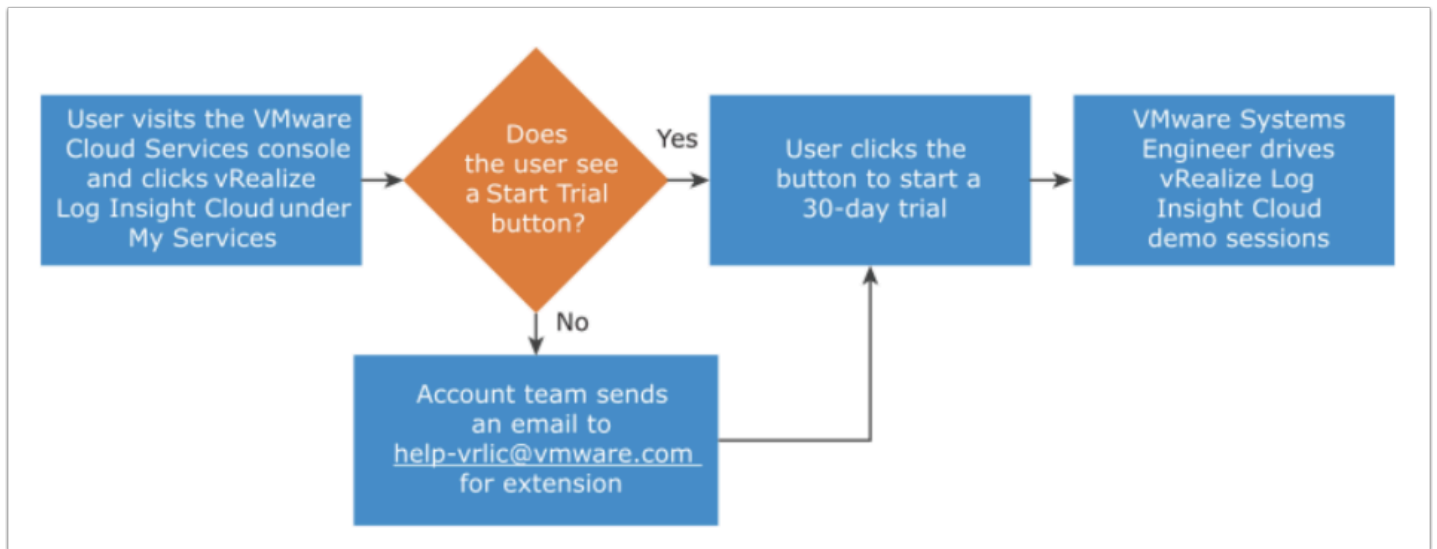 User visits the VMware
Cloud Services console
and clicks vRealize
Log Insight Cloud under
My Services
Does
the user see
a Start Trial
button?
Yes
User clicks the
button to start a
30-day trial
VMware Systems
Engineer drives
vRealize Log
Insight Cloud
demo sessions
No
Account team sends
an email to
help-vrlic@vmware.com
for extension